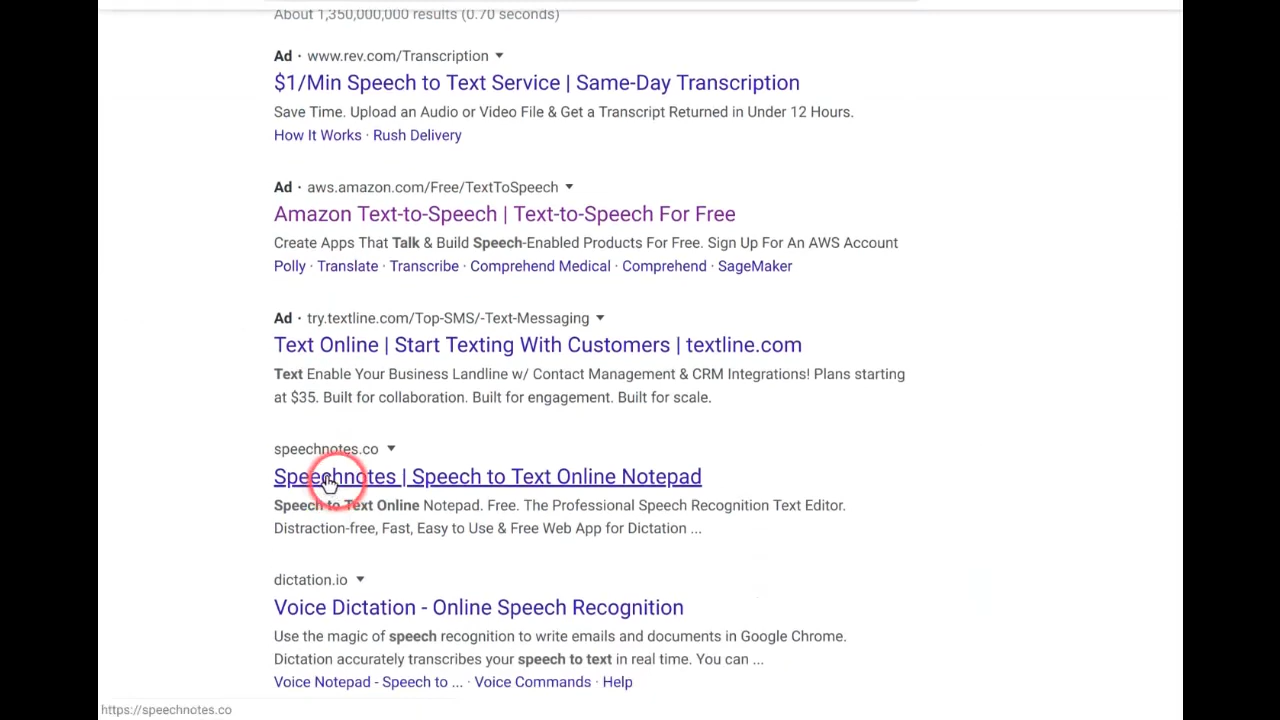 About 1,350,000,000 results (0.70 seconds)
Ad · www.rev.com/Transcription
$1/Min Speech to Text Service | Same-Day Transcription
Save Time. Upload an Audio or Video File & Get a Transcript Returned in Under 12 Hours.
How It Works · Rush Delivery
Ad · aws.amazon.com/Free/TextToSpeech
Amazon Text-to-Speech | Text-to-Speech For Free
Create Apps That Talk & Build Speech-Enabled Products For Free. Sign Up For An AWS Account
Polly · Translate · Transcribe · Comprehend Medical · Comprehend · SageMaker
Ad · try.textline.com/Top-SMS/-Text-Messaging
Text Online | Start Texting With Customers | textline.com
Text Enable Your Business Landline w/ Contact Management & CRM Integrations! Plans starting
at $35. Built for collaboration. Built for engagement. Built for scale.
speechnotes.co
Speechnotes | Speech to Text Online Notepad
Speech to Text Online Notepad. Free. The Professional Speech Recognition Text Editor.
Distraction-free, Fast, Easy to Use & Free Web App for Dictation ...
dictation.io
Voice Dictation - Online Speech Recognition
Use the magic of speech recognition to write emails and documents in Google Chrome.
Dictation accurately transcribes your speech to text in real time. You can ...
Voice Notepad - Speech to ... · Voice Commands · Help
https://speechnotes.co